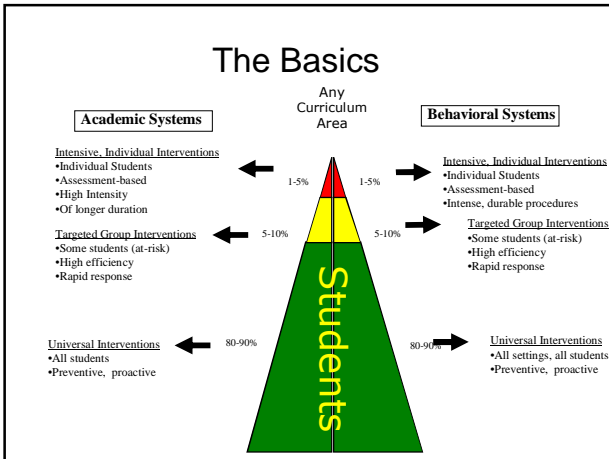 The Basics
Any
Curriculum
Area
Academic Systems
Behavioral Systems
Intensive, Individual Interventions
•Individual Students
•Assessment-based
•High Intensity
•Of longer duration
1-5%
1-5%
Intensive, Individual Interventions
•Individual Students
•Assessment-based
•Intense, durable procedures
Targeted Group Interventions
•Some students (at-risk)
•High efficiency
•Rapid response
5-10%
5-10%
Targeted Group Interventions
•Some students (at-risk)
•High efficiency
•Rapid response
Students
Universal Interventions
•All students
•Preventive, proactive
80-90%
80-90%
Universal Interventions
•All settings, all students
•Preventive, proactive